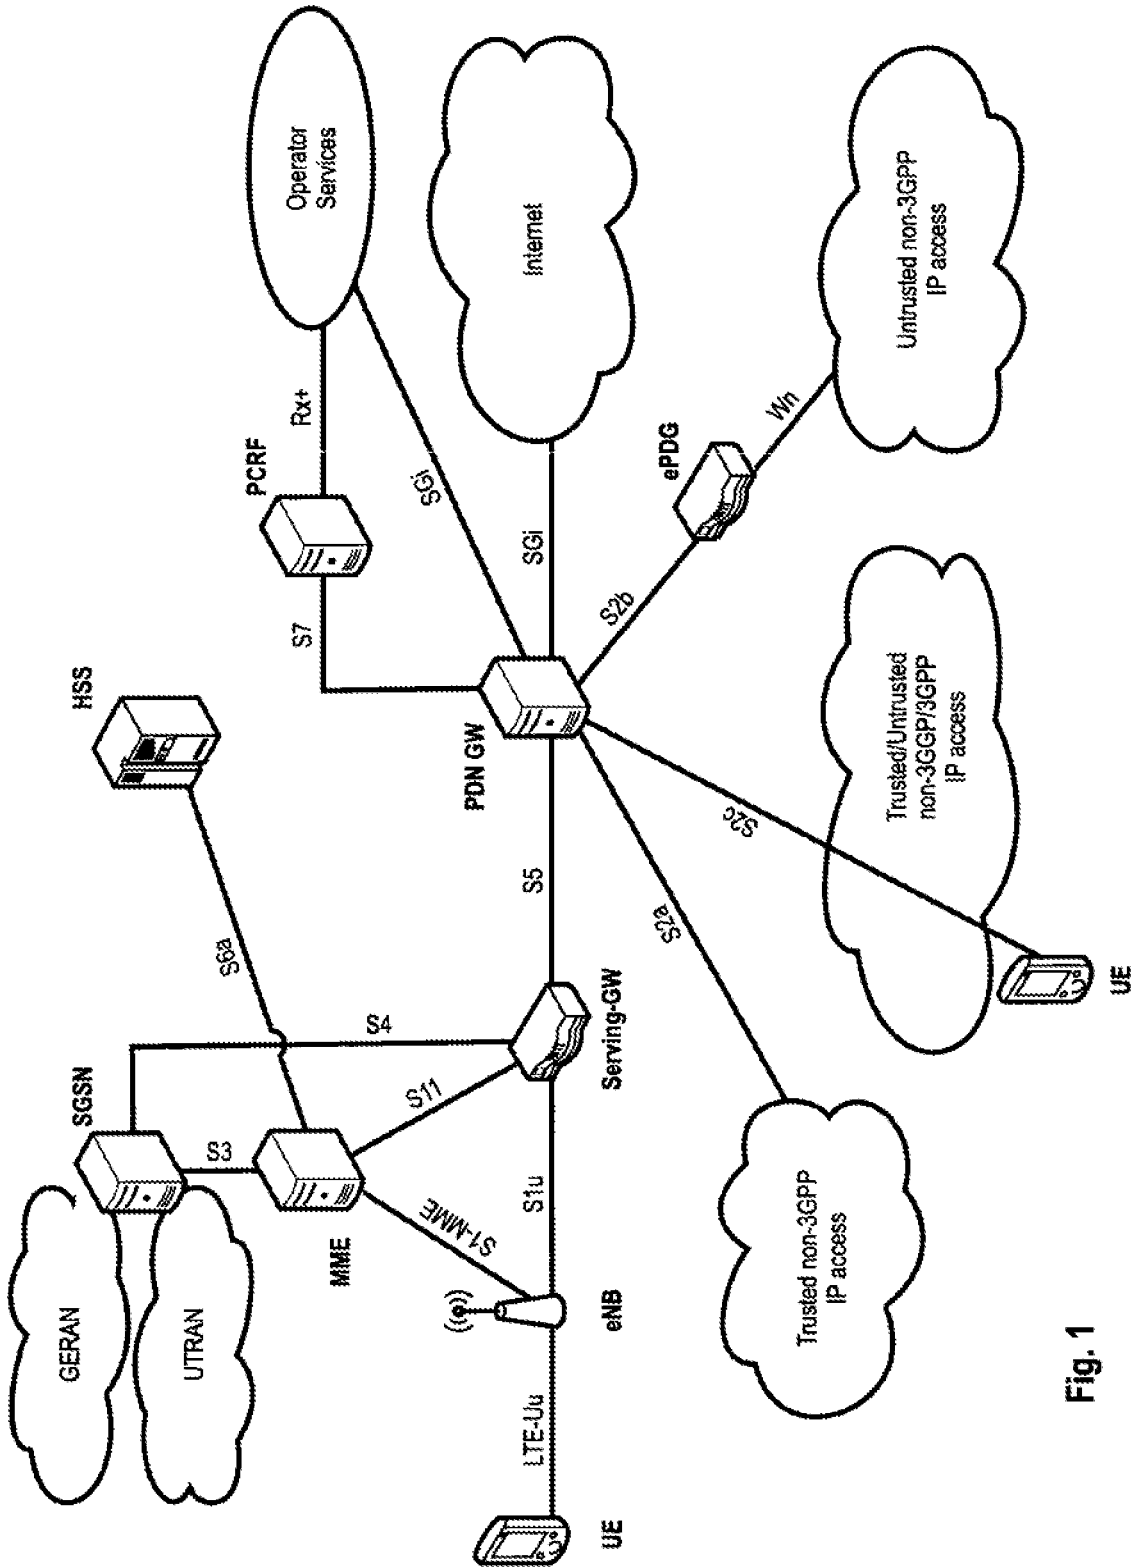 GERAN
UTRAN
SGSN
HSS
S3
S6a
S4
MME
PCRF
S7
Rx+
Operator
Services
S1-MME
S11
SGi
UE
LTE-Uu
eNB
S1u
Serving-GW
S5
PDN GW
SGi
Internet
S2a
S2c
S2b
ePDG
Wn
Trusted non-3GPP
IP access
Trusted/Untrusted
non-3GGP/3GPP
IP access
Untrusted non-3GPP
IP access
UE
Fig. 1